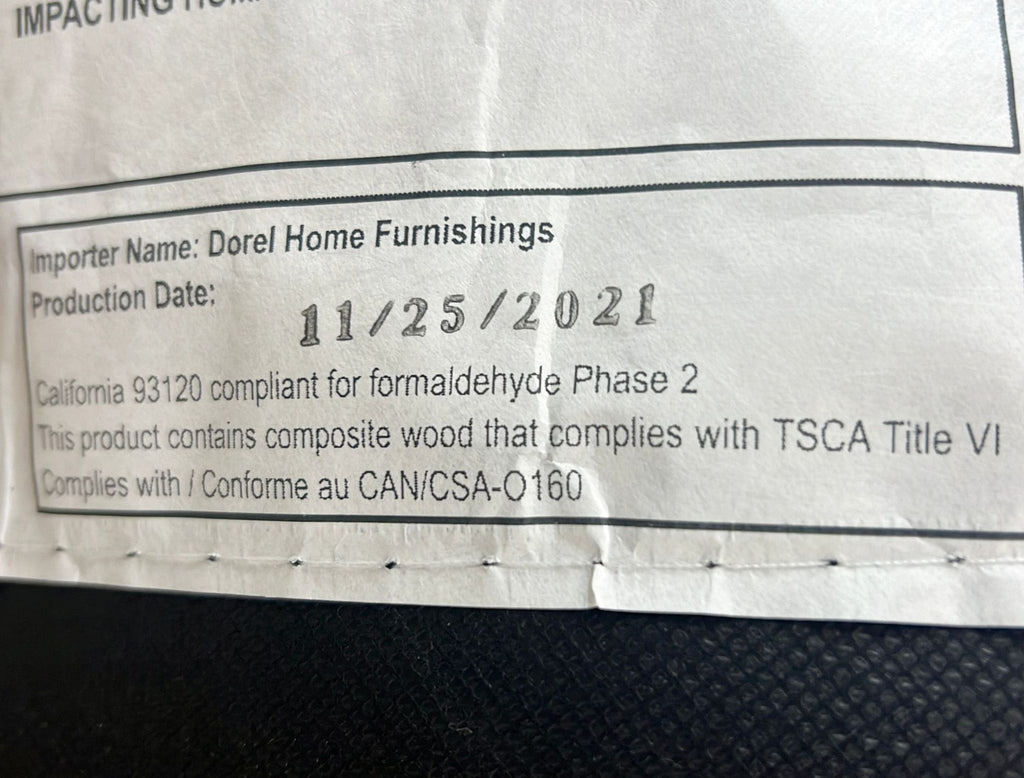 IMPACTING
Importer Name: Dorel Home Furnishings
Production Date:
11/25/2021
California 93120 compliant for formaldehyde Phase 2
This product contains composite wood that complies with TSCA Title VI
Complies with / Conforme au CAN/CSA-O160